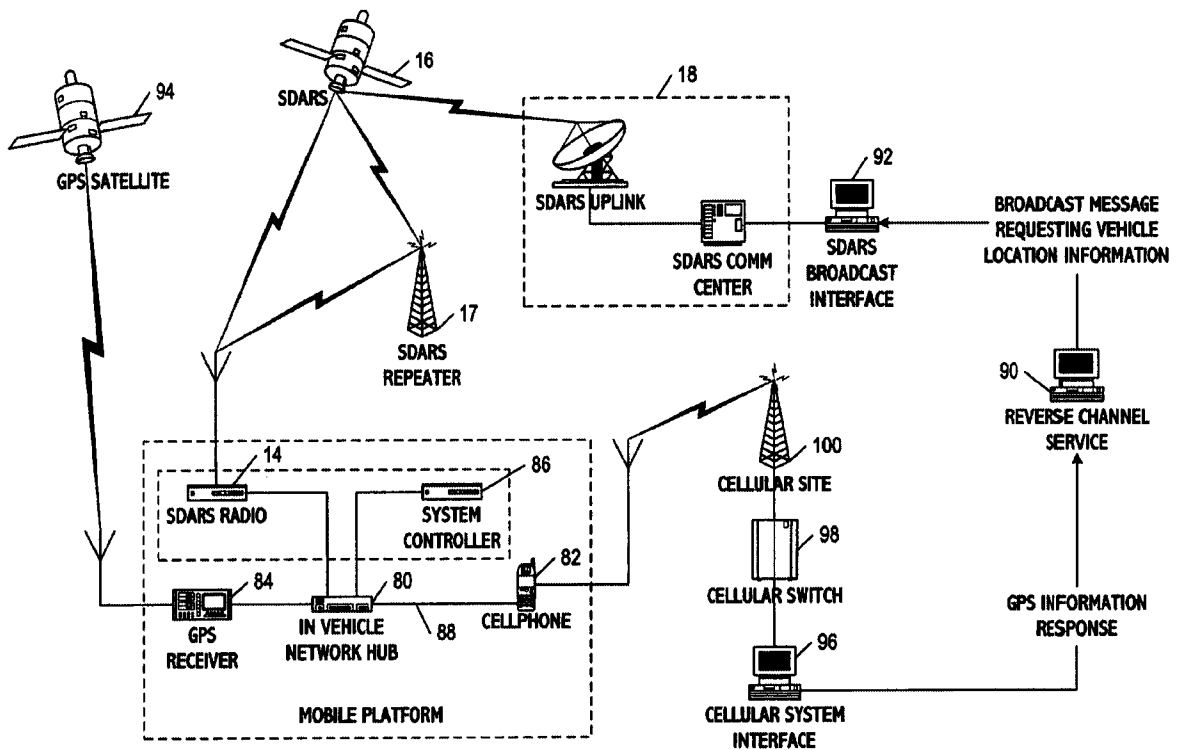 16
94
SDARS
GPS SATELLITE
18
SDARS UPLINK
SDARS COMM
CENTER
92
SDARS
BROADCAST
INTERFACE
BROADCAST MESSAGE
REQUESTING VEHICLE
LOCATION INFORMATION
17
SDARS
REPEATER
90
REVERSE CHANNEL
SERVICE
14
SDARS RADIO
86
SYSTEM
CONTROLLER
100
CELLULAR SITE
98
CELLULAR SWITCH
84
GPS
RECEIVER
80
IN VEHICLE
NETWORK HUB
88
82
CELLPHONE
GPS INFORMATION
RESPONSE
96
CELLULAR SYSTEM
INTERFACE
MOBILE PLATFORM